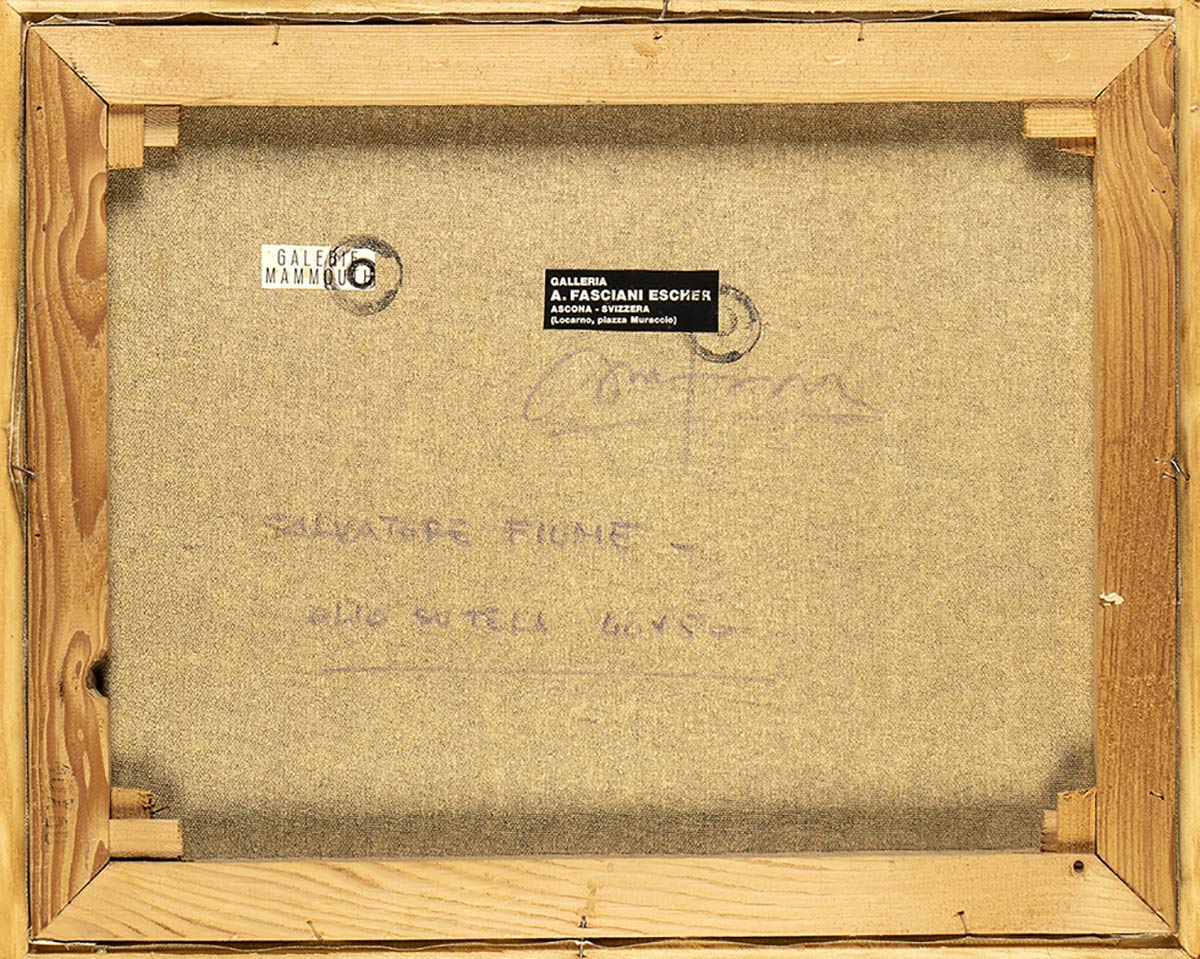 GALERIE
MAMMOUTH
GALLERIA
A. FASCIANI ESCHER
ASCONA - SVIZZERA
(Locarno, piazza Muraccio)
- SALVATORE FIUME -
OLIO SU TELA 40x50